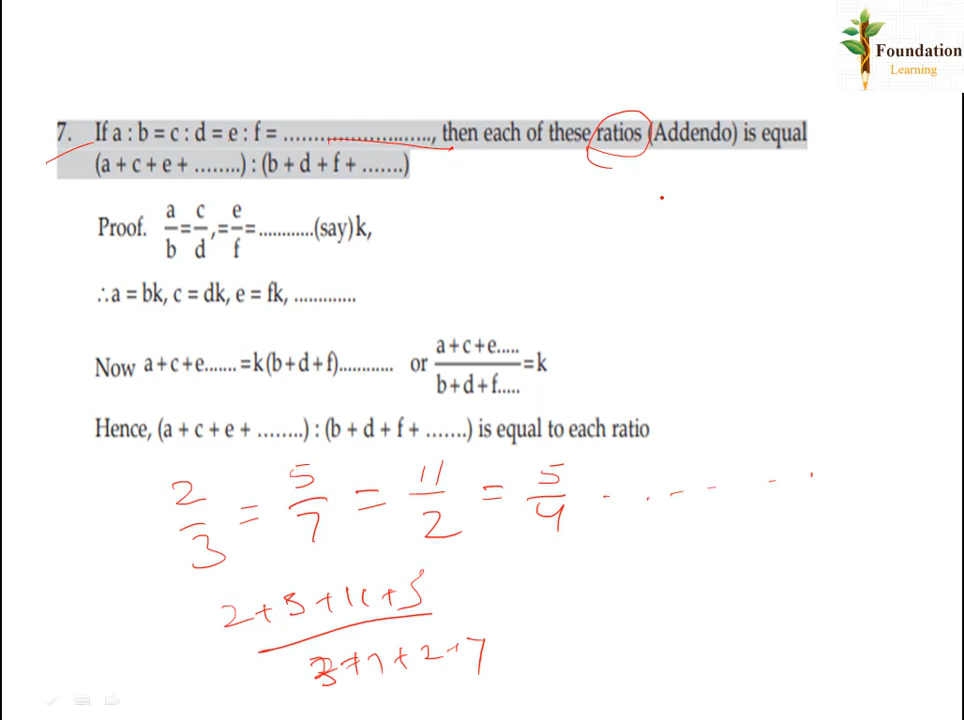 Foundation
Learning
7. If a : b = c : d = e : f = ........................., then each of these ratios (Addendo) is equal
(a + c + e + ........) : (b + d + f + .......)
Proof. a/b = c/d ,= e/f = ............(say)k,
∴a = bk, c = dk, e = fk, .............
Now a+c+e....... =k(b+d+f)............ or a+c+e...../b+d+f..... =k
Hence, (a + c + e + ........) : (b + d + f + .......) is equal to each ratio
2/3 = 5/7 = 11/2 = 5/4 . . - - - .
2+5+11+5
3+7+2+7